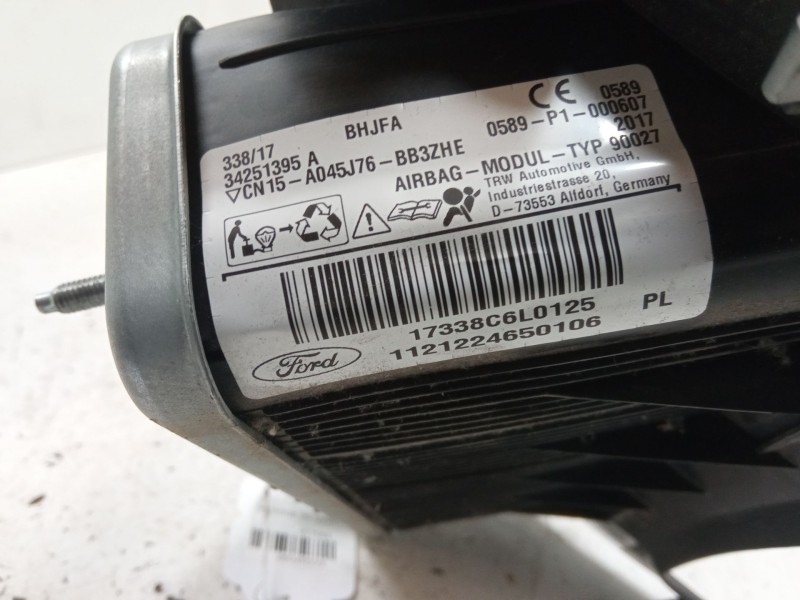 BHJFA
CE 0589
338/17
0589-P1-000607
34251395 A
2017
▽CN15-A045J76-BB3ZHE
AIRBAG-MODUL-TYP 90027
TRW Automotive GmbH,
Industriestrasse 20,
D-73553 Alfdorf, Germany
17338C6L0125
PL
1121224650106
Ford